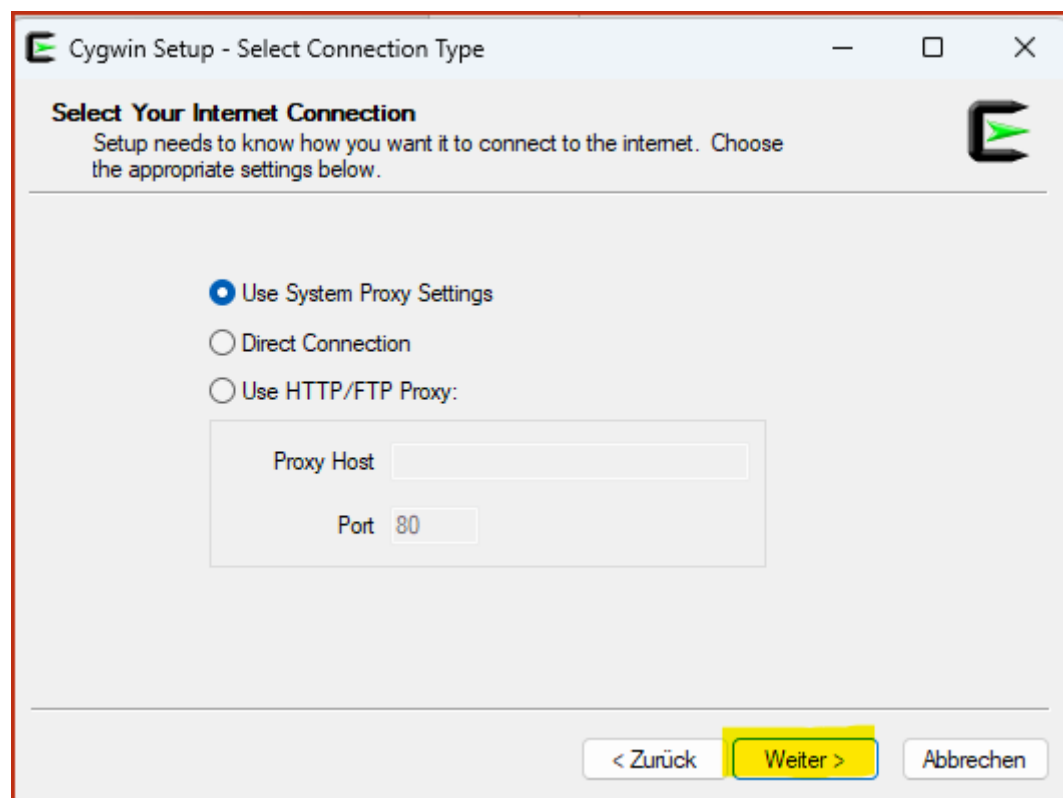 Cygwin Setup - Select Connection Type
Select Your Internet Connection
Setup needs to know how you want it to connect to the internet. Choose
the appropriate settings below.
Use System Proxy Settings
Direct Connection
Use HTTP/FTP Proxy:
Proxy Host
Port 80
< Zurück Weiter > Abbrechen